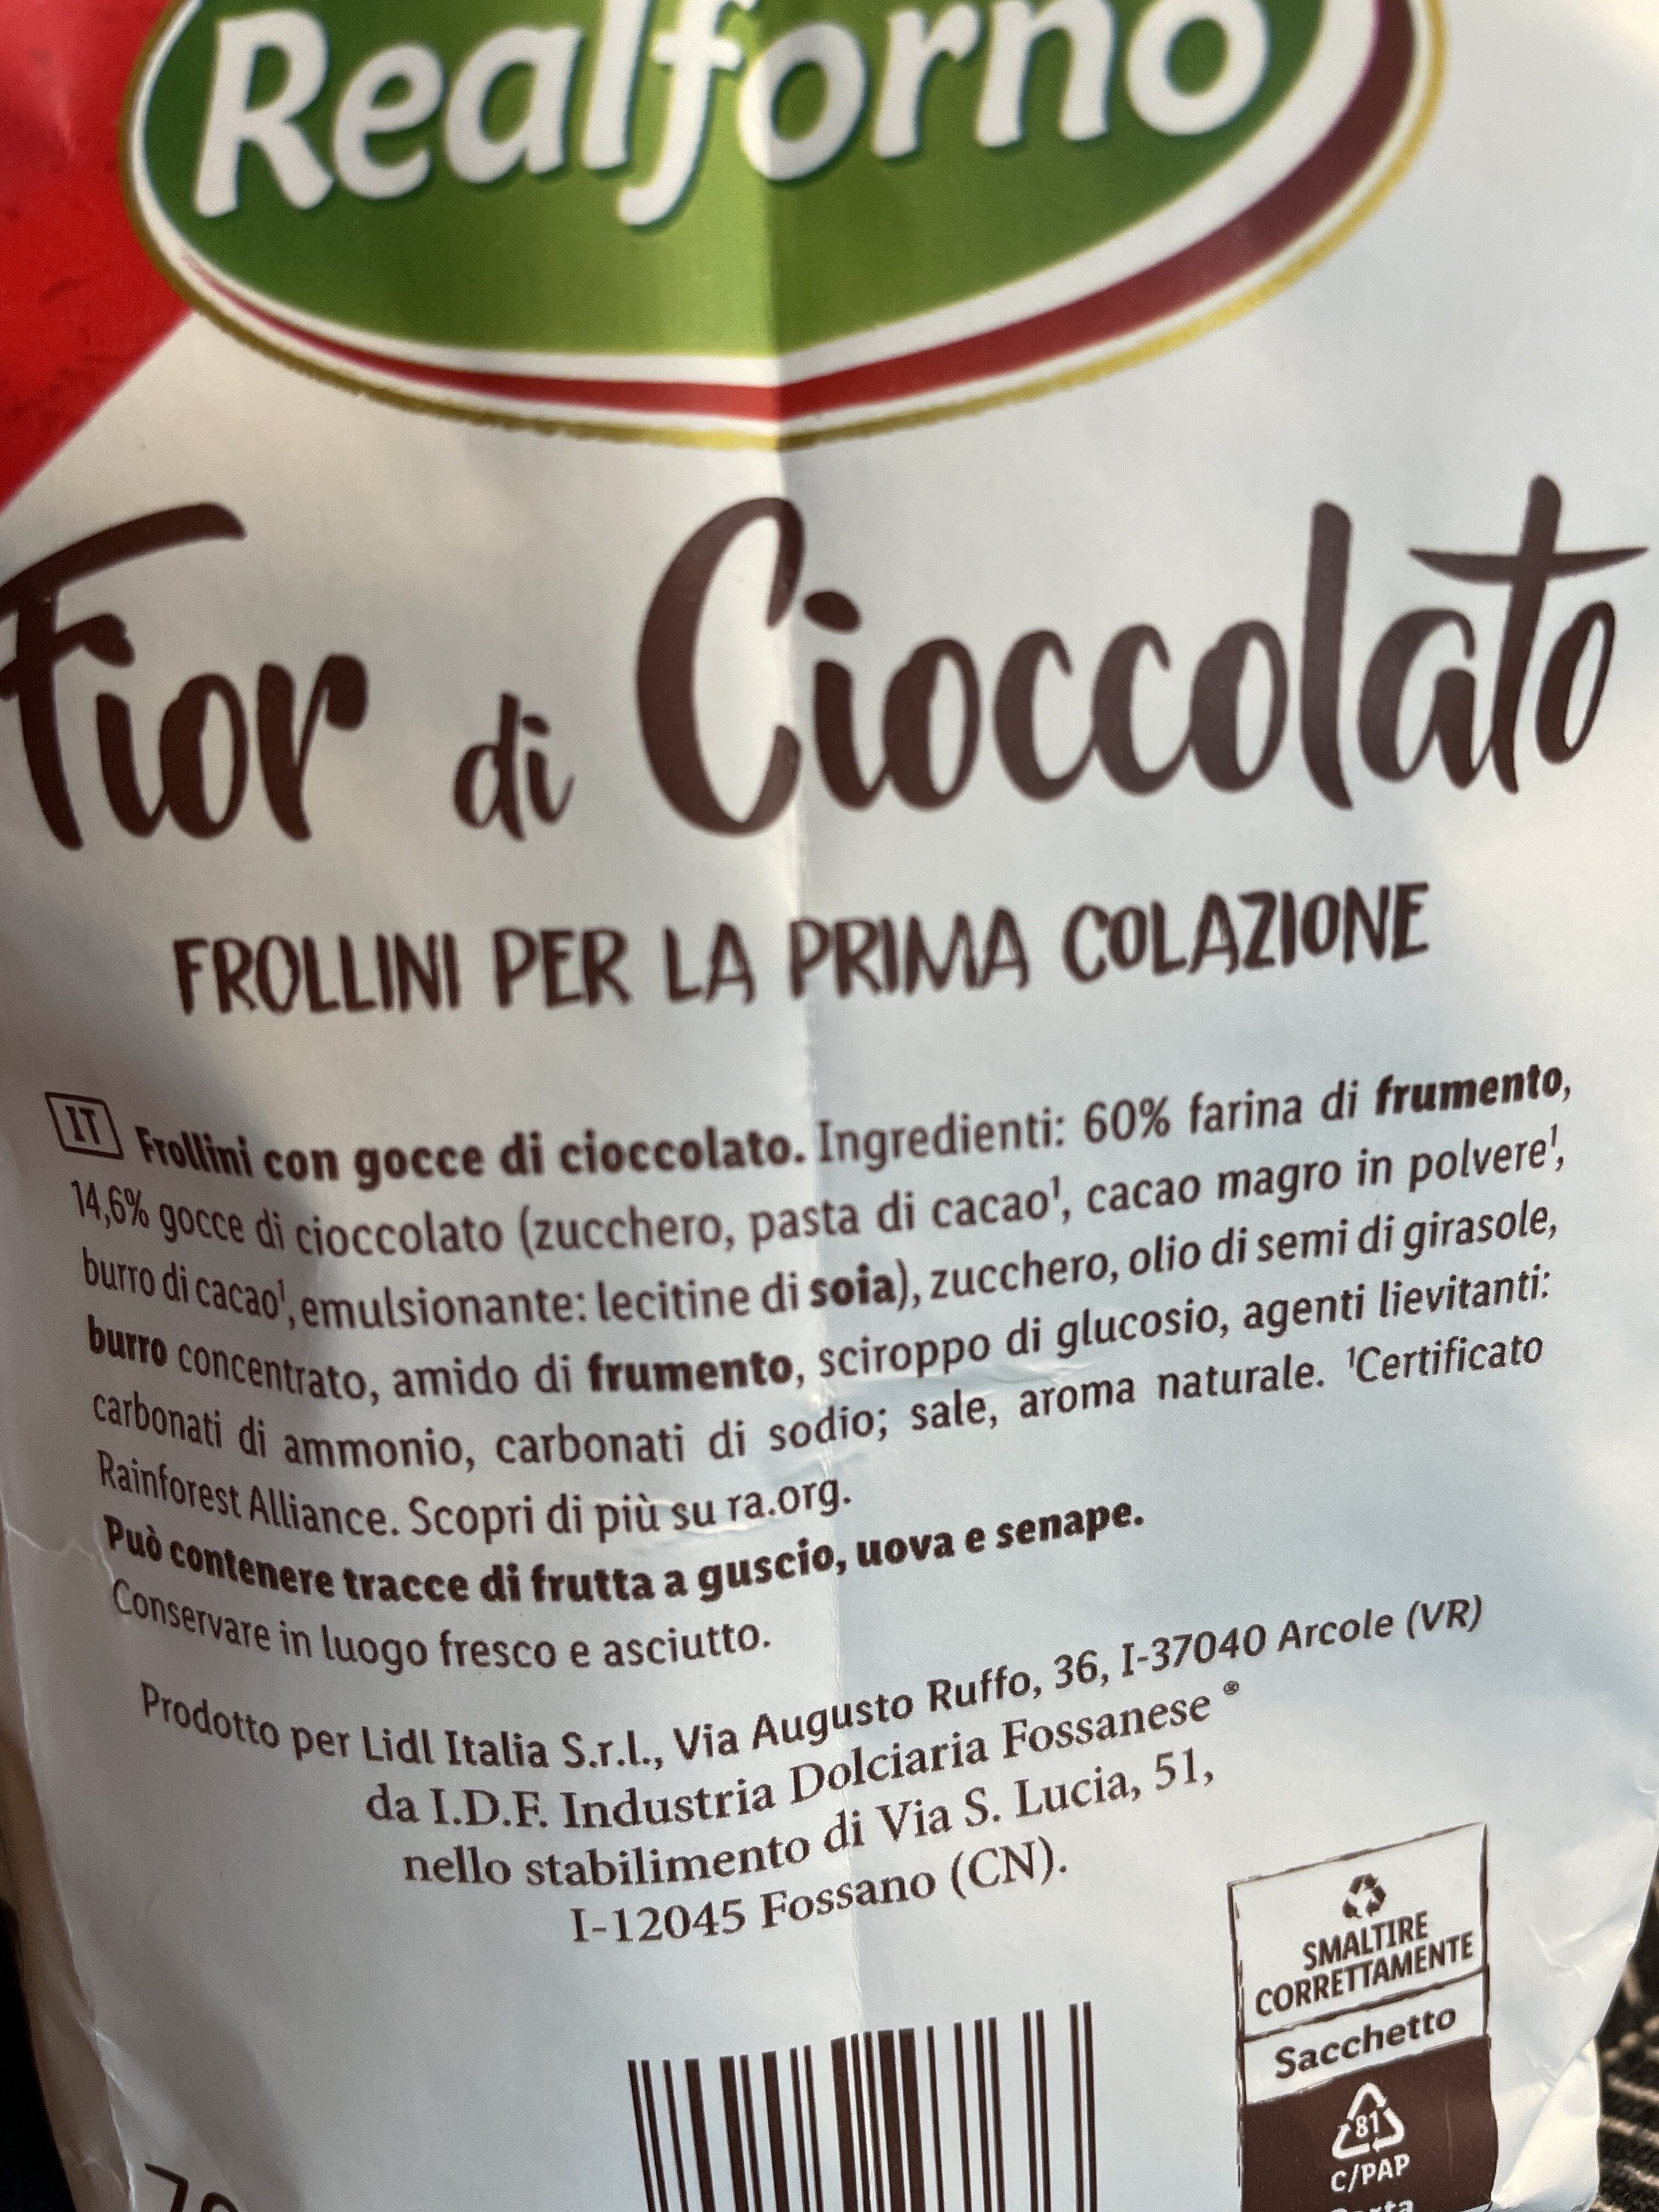 Realforno
Fior di Cioccolato
FROLLINI PER LA PRIMA COLAZIONE
IT Frollini con gocce di cioccolato. Ingredienti: 60% farina di frumento,
14,6% gocce di cioccolato (zucchero, pasta di cacao¹, cacao magro in polvere¹,
burro di cacao¹, emulsionante: lecitine di soia), zucchero, olio di semi di girasole,
burro concentrato, amido di frumento, sciroppo di glucosio, agenti lievitanti:
carbonati di ammonio, carbonati di sodio; sale, aroma naturale. ¹Certificato
Rainforest Alliance. Scopri di più su ra.org.
Può contenere tracce di frutta a guscio, uova e senape.
Conservare in luogo fresco e asciutto.
Prodotto per Lidl Italia S.r.l., Via Augusto Ruffo, 36, I-37040 Arcole (VR)
da I.D.F. Industria Dolciaria Fossanese ®
nello stabilimento di Via S. Lucia, 51,
I-12045 Fossano (CN).
SMALTIRE
CORRETTAMENTE
Sacchetto
81
C/PAP